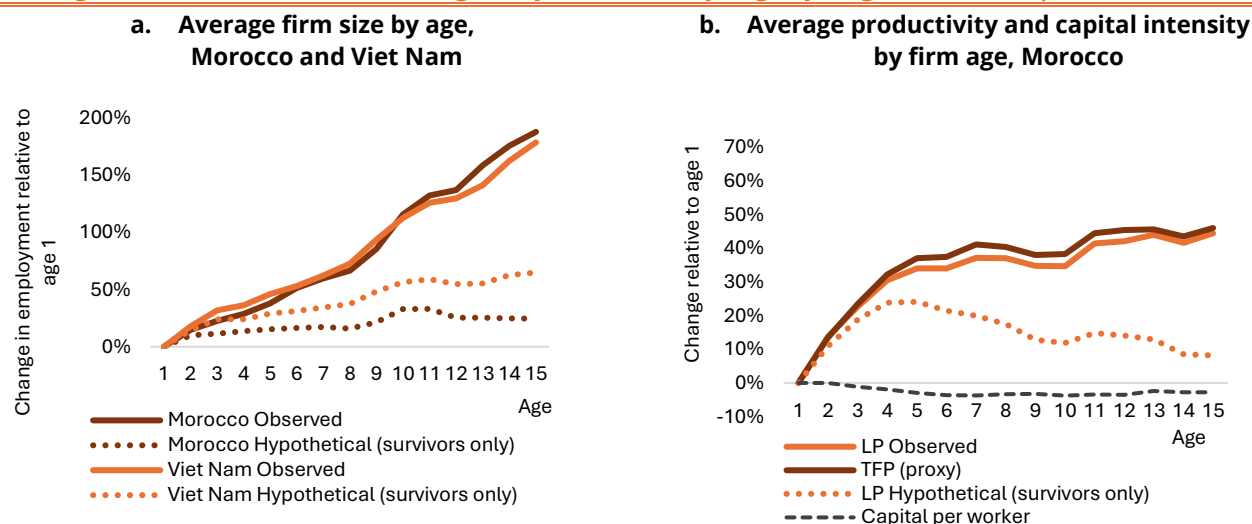 a. Average firm size by age,
Morocco and Viet Nam
Change in employment relative to
age 1
200%
150%
100%
50%
0%
1 2 3 4 5 6 7 8 9 10 11 12 13 14 15
Age
Morocco Observed
Morocco Hypothetical (survivors only)
Viet Nam Observed
Viet Nam Hypothetical (survivors only)
b. Average productivity and capital intensity
by firm age, Morocco
Change relative to age 1
70%
60%
50%
40%
30%
20%
10%
0%
-10%
1 2 3 4 5 6 7 8 9 10 11 12 13 14 15
Age
LP Observed
TFP (proxy)
LP Hypothetical (survivors only)
Capital per worker